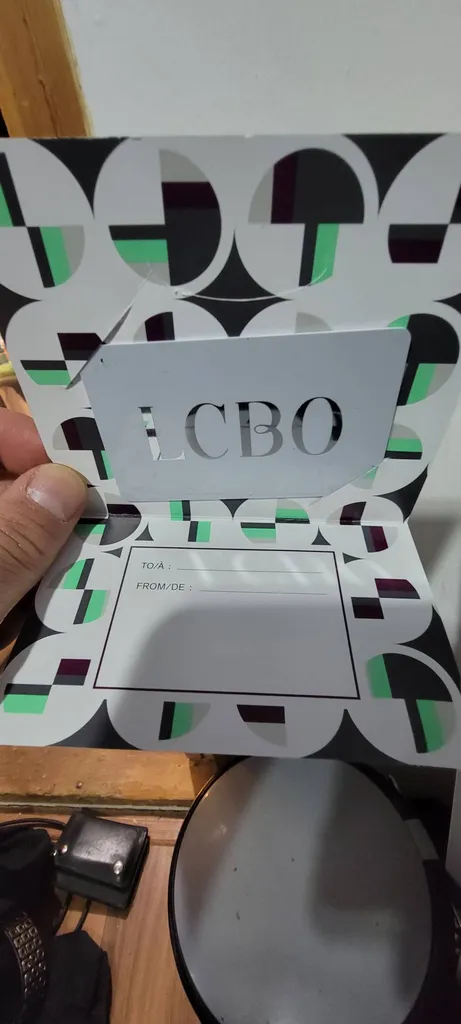 LCBO
TO/À :
FROM/DE :